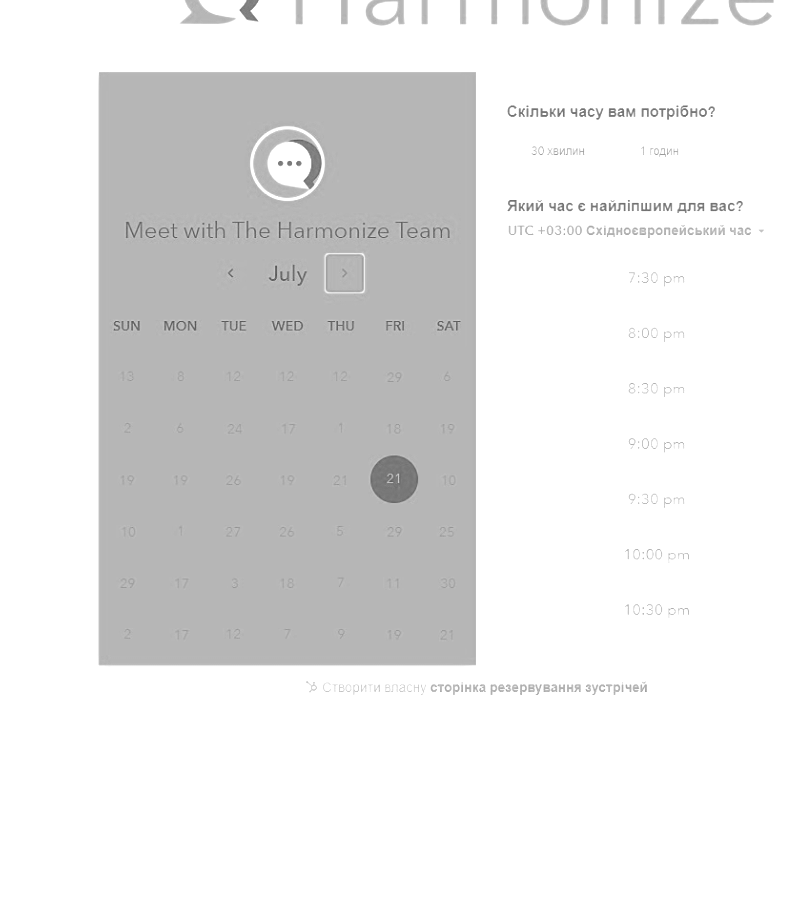 Harmonize
Meet with The Harmonize Team
July
SUN MON TUE WED THU FRI SAT
13 8 12 12 12 29 6
2 6 24 17 1 18 19
19 19 26 19 21 21 10
10 1 27 26 5 29 25
29 17 3 18 7 11 30
2 17 12 7 9 19 21
Скільки часу вам потрібно?
30 хвилин 1 годин
Який час є найліпшим для вас?
UTC +03:00 Східноєвропейський час
7:30 pm
8:00 pm
8:30 pm
9:00 pm
9:30 pm
10:00 pm
10:30 pm
Створити власну сторінка резервування зустрічей